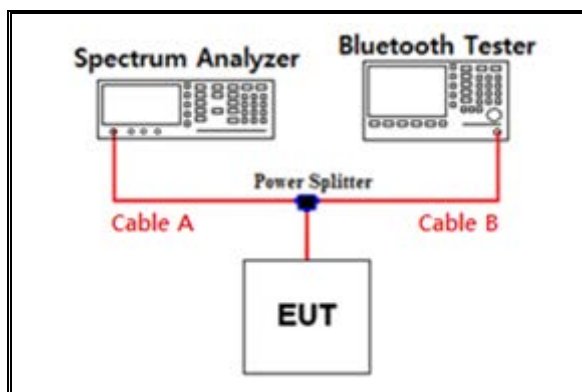 Spectrum Analyzer
Bluetooth Tester
Power Splitter
Cable A
Cable B
EUT